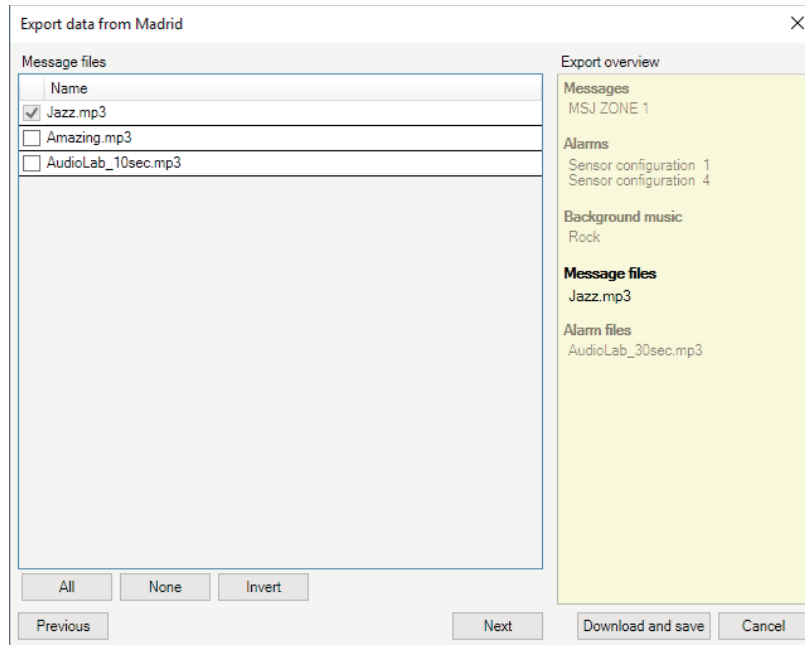 Export data from Madrid
Message files
Name
Jazz.mp3
Amazing.mp3
AudioLab_10sec.mp3
All
None
Invert
Export overview
Messages
MSJ ZONE 1
Alarms
Sensor configuration 1
Sensor configuration 4
Background music
Rock
Message files
Jazz.mp3
Alarm files
AudioLab_30sec.mp3
Previous
Next
Download and save
Cancel